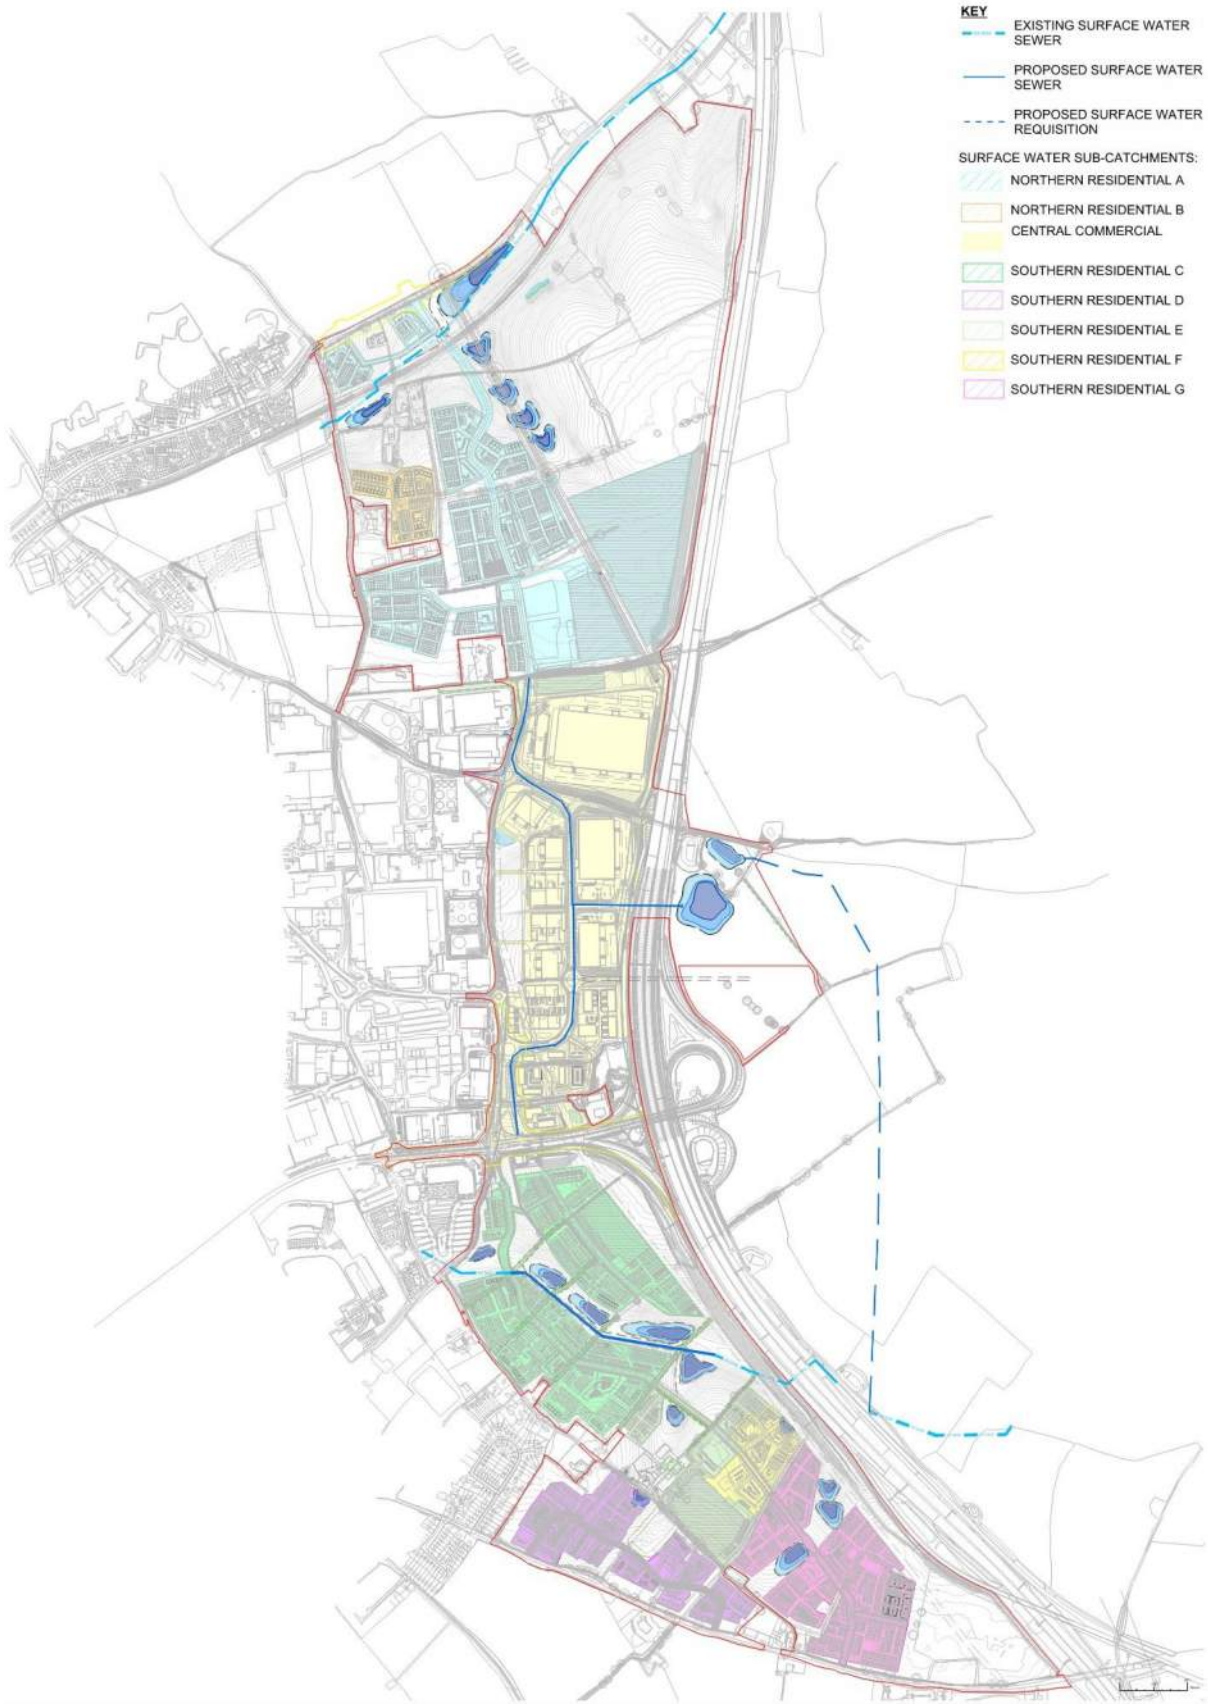 KEY
EXISTING SURFACE WATER
SEWER
PROPOSED SURFACE WATER
SEWER
PROPOSED SURFACE WATER
REQUISITION
SURFACE WATER SUB-CATCHMENTS:
NORTHERN RESIDENTIAL A
NORTHERN RESIDENTIAL B
CENTRAL COMMERCIAL
SOUTHERN RESIDENTIAL C
SOUTHERN RESIDENTIAL D
SOUTHERN RESIDENTIAL E
SOUTHERN RESIDENTIAL F
SOUTHERN RESIDENTIAL G